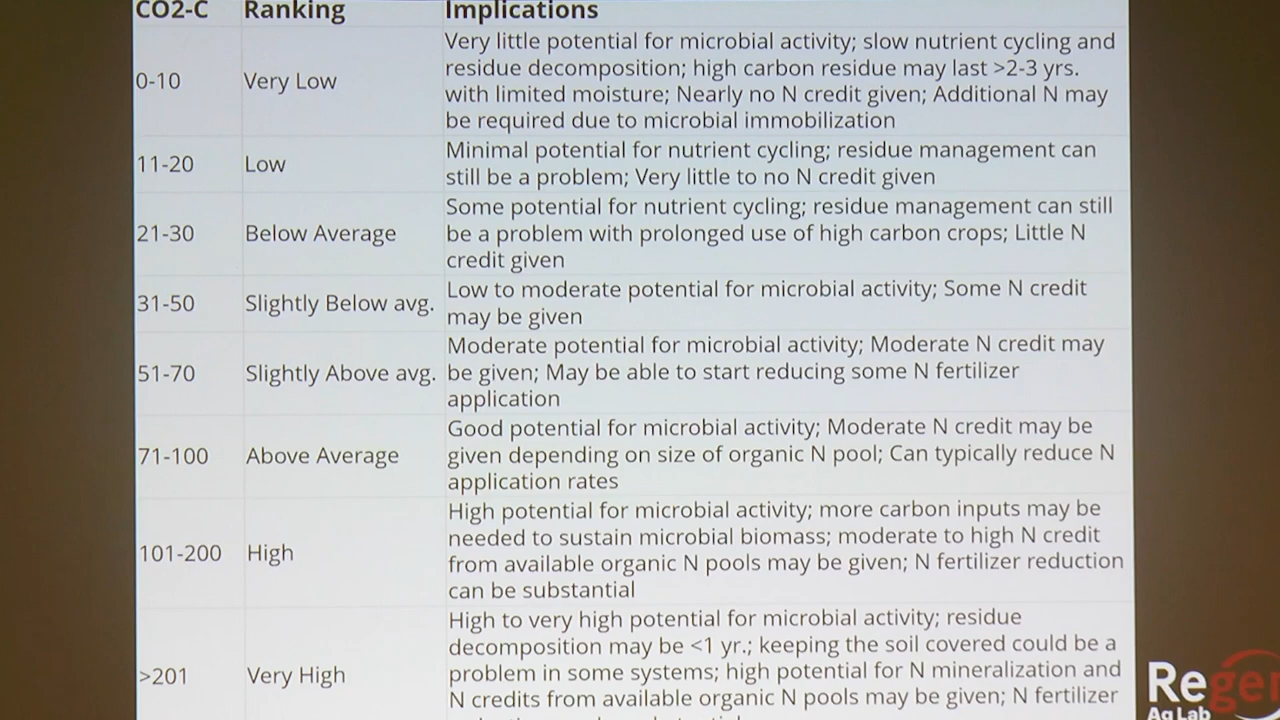 CO2-C Ranking Implications
0-10 Very Low Very little potential for microbial activity; slow nutrient cycling and
residue decomposition; high carbon residue may last >2-3 yrs.
with limited moisture; Nearly no N credit given; Additional N may
be required due to microbial immobilization
11-20 Low Minimal potential for nutrient cycling; residue management can
still be a problem; Very little to no N credit given
21-30 Below Average Some potential for nutrient cycling; residue management can still
be a problem with prolonged use of high carbon crops; Little N
credit given
31-50 Slightly Below avg. Low to moderate potential for microbial activity; Some N credit
may be given
51-70 Slightly Above avg. Moderate potential for microbial activity; Moderate N credit may
be given; May be able to start reducing some N fertilizer
application
71-100 Above Average Good potential for microbial activity; Moderate N credit may be
given depending on size of organic N pool; Can typically reduce N
application rates
101-200 High High potential for microbial activity; more carbon inputs may be
needed to sustain microbial biomass; moderate to high N credit
from available organic N pools may be given; N fertilizer reduction
can be substantial
>201 Very High High to very high potential for microbial activity; residue
decomposition may be <1 yr.; keeping the soil covered could be a
problem in some systems; high potential for N mineralization and
N credits from available organic N pools may be given; N fertilizer
Regen
Ag Lab